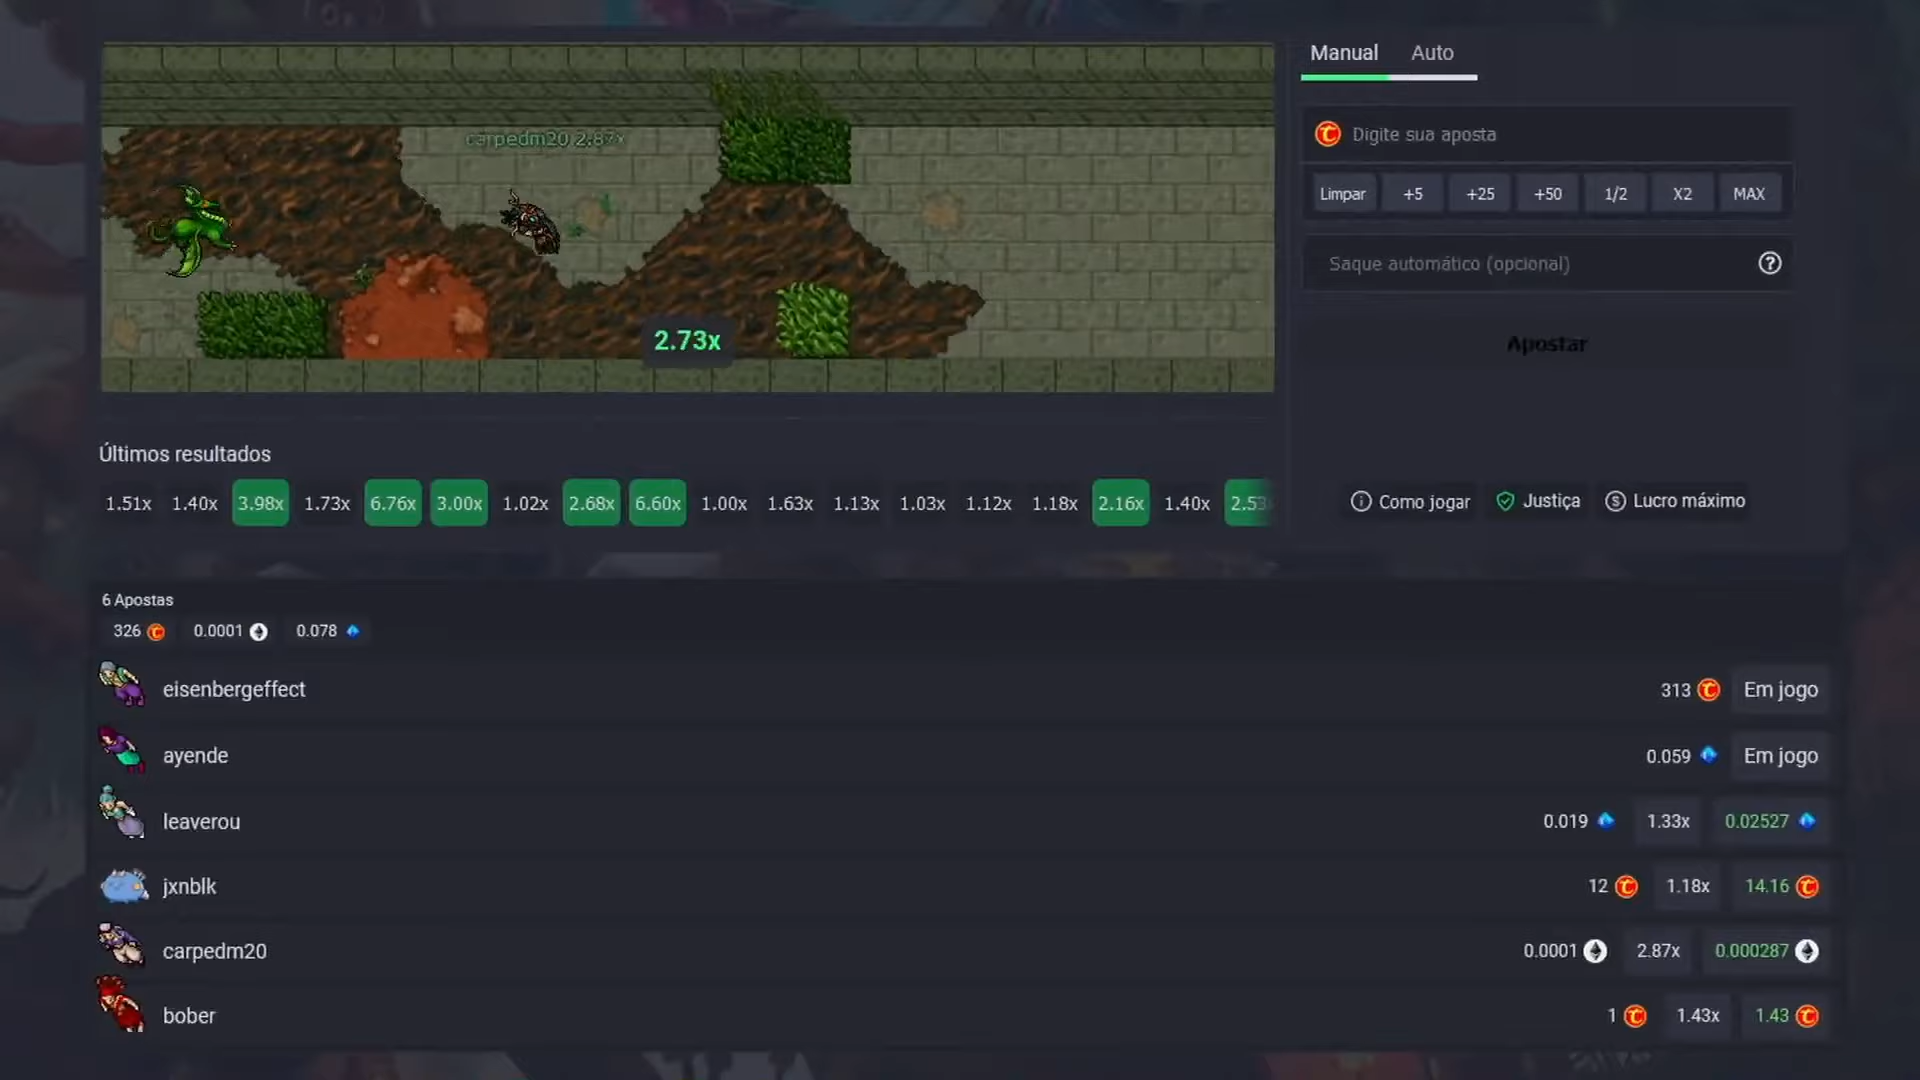 Manual Auto
carpedm20 2.87x
Digite sua aposta
Limpar +5 +25 +50 1/2 X2 MAX
Saque automático (opcional)
2.73x
Apostar
Últimos resultados
1.51x 1.40x 3.98x 1.73x 6.76x 3.00x 1.02x 2.68x 6.60x 1.00x 1.63x 1.13x 1.03x 1.12x 1.18x 2.16x 1.40x 2.53
Como jogar Justiça Lucro máximo
6 Apostas
326 0.0001 0.078
eisenbergeffect 313 Em jogo
ayende 0.059 Em jogo
leaverou 0.019 1.33x 0.02527
jxnblk 12 1.18x 14.16
carpedm20 0.0001 2.87x 0.000287
bober 1 1.43x 1.43